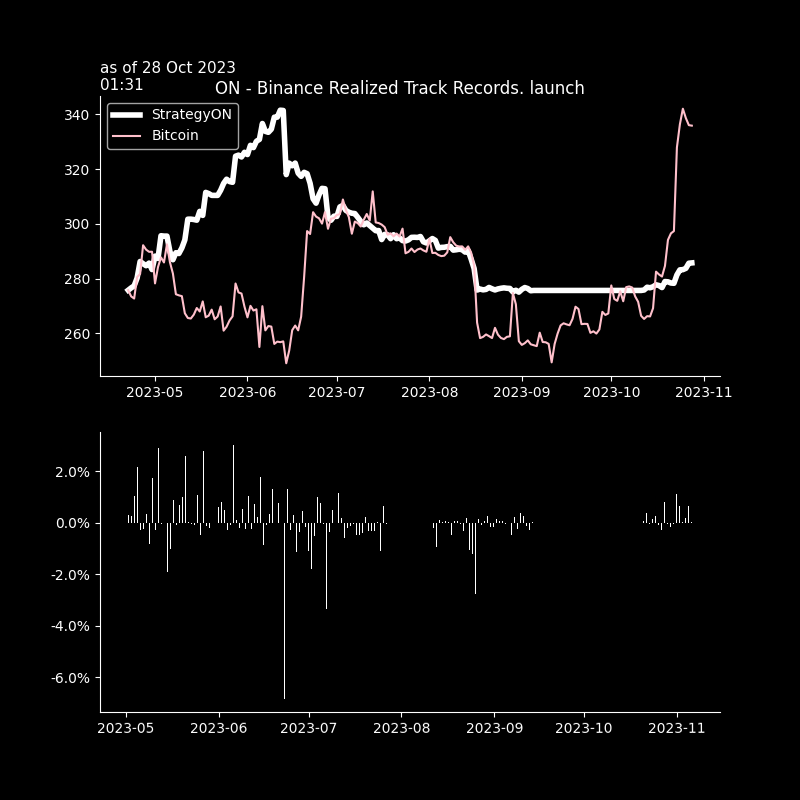 as of 28 Oct 2023
01:31
ON - Binance Realized Track Records. launch
StrategyON
Bitcoin
340
320
300
280
260
2023-05 2023-06 2023-07 2023-08 2023-09 2023-10 2023-11
2.0%
0.0%
-2.0%
-4.0%
-6.0%
2023-05 2023-06 2023-07 2023-08 2023-09 2023-10 2023-11